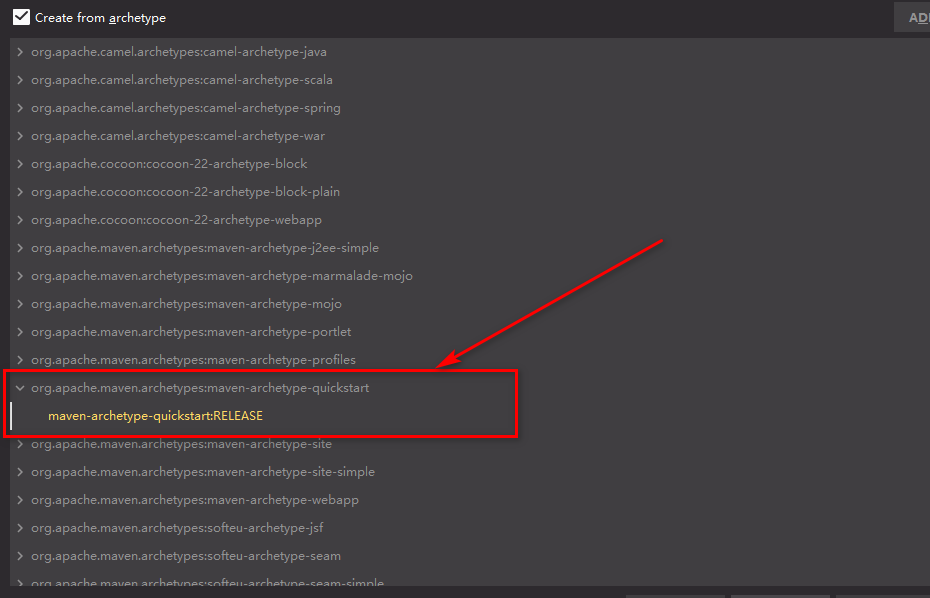 Create from archetype
AD
org.apache.camel.archetypes:camel-archetype-java
org.apache.camel.archetypes:camel-archetype-scala
org.apache.camel.archetypes:camel-archetype-spring
org.apache.camel.archetypes:camel-archetype-war
org.apache.cocoon:cocoon-22-archetype-block
org.apache.cocoon:cocoon-22-archetype-block-plain
org.apache.cocoon:cocoon-22-archetype-webapp
org.apache.maven.archetypes:maven-archetype-j2ee-simple
org.apache.maven.archetypes:maven-archetype-marmalade-mojo
org.apache.maven.archetypes:maven-archetype-mojo
org.apache.maven.archetypes:maven-archetype-portlet
org.apache.maven.archetypes:maven-archetype-profiles
org.apache.maven.archetypes:maven-archetype-quickstart
maven-archetype-quickstart:RELEASE
org.apache.maven.archetypes:maven-archetype-site
org.apache.maven.archetypes:maven-archetype-site-simple
org.apache.maven.archetypes:maven-archetype-webapp
org.apache.maven.archetypes:softeu-archetype-jsf
org.apache.maven.archetypes:softeu-archetype-seam
org.apache.maven.archetypes:softeu-archetype-seam-simple